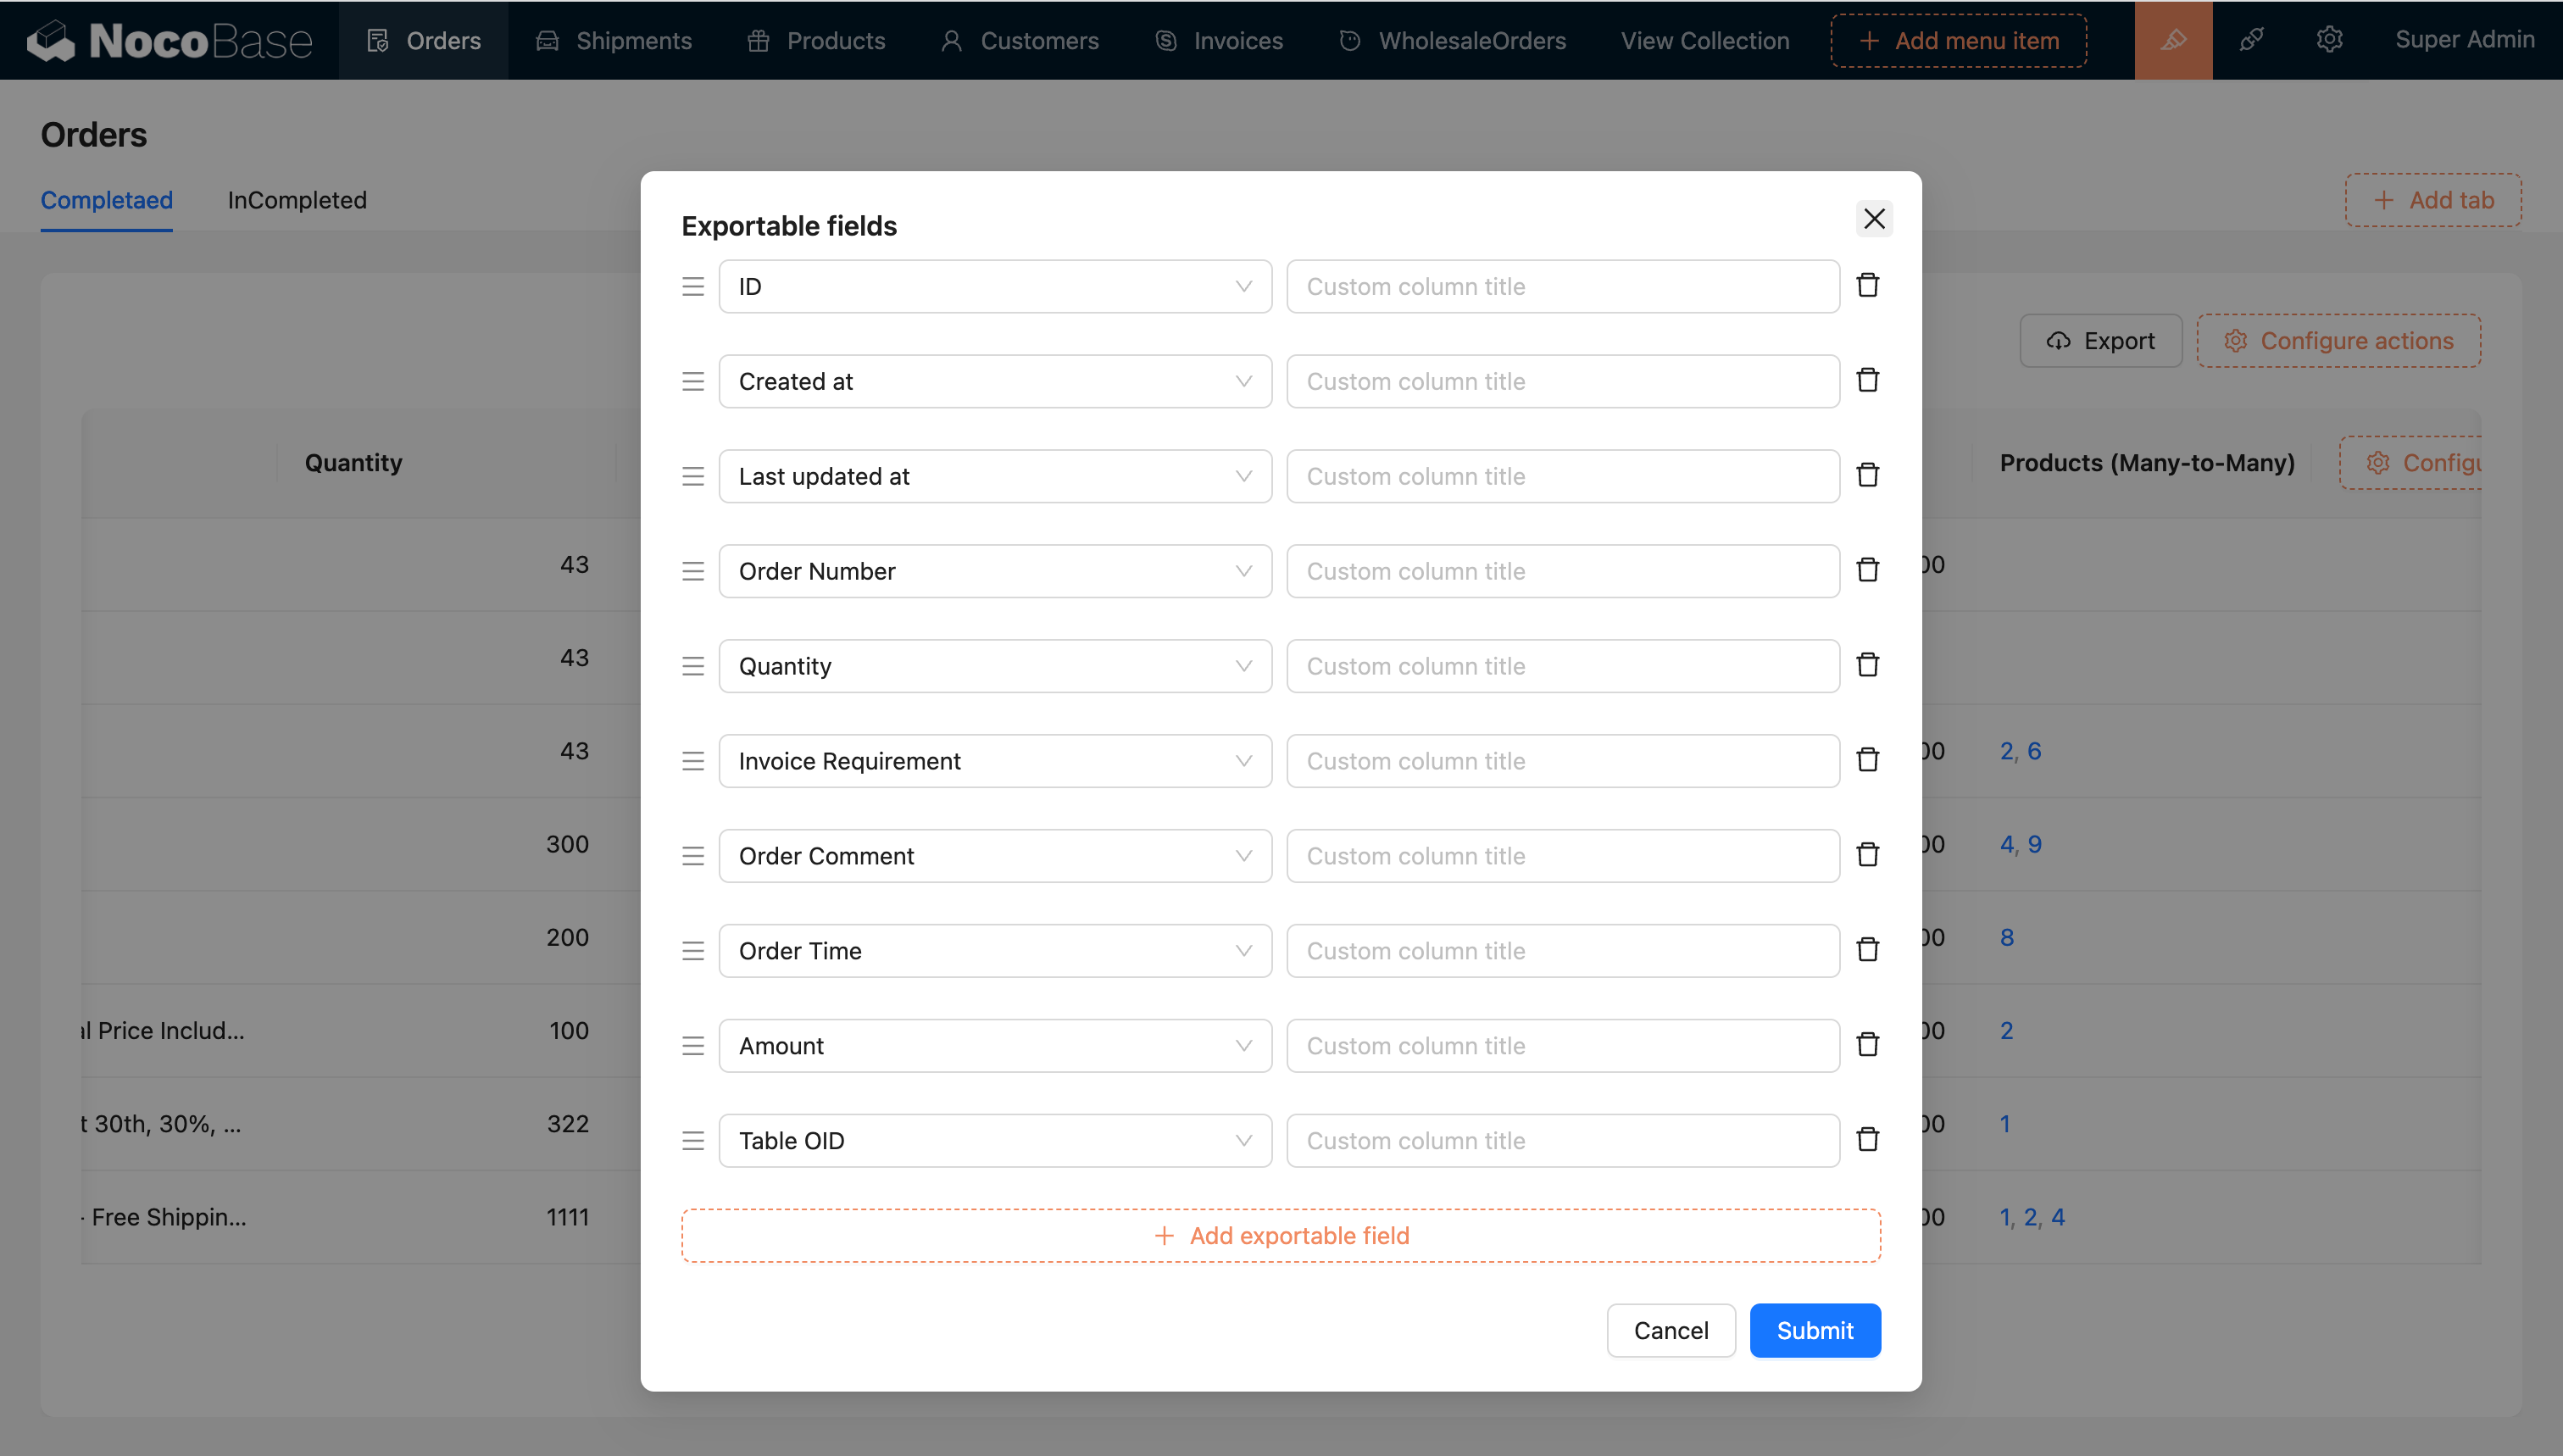 NocoBase
Orders
Shipments
Products
Customers
Invoices
WholesaleOrders
View Collection
Add menu item
Super Admin
Orders
Completaed
InCompleted
Add tab
Export
Configure actions
Quantity
Products (Many-to-Many)
Configu
43
00
43
43
00
2, 6
300
00
4, 9
200
00
8
al Price Includ...
100
00
2
t 30th, 30%, ...
322
00
1
- Free Shippin...
1111
00
1, 2, 4
Exportable fields
ID
Custom column title
Created at
Custom column title
Last updated at
Custom column title
Order Number
Custom column title
Quantity
Custom column title
Invoice Requirement
Custom column title
Order Comment
Custom column title
Order Time
Custom column title
Amount
Custom column title
Table OID
Custom column title
Add exportable field
Cancel
Submit